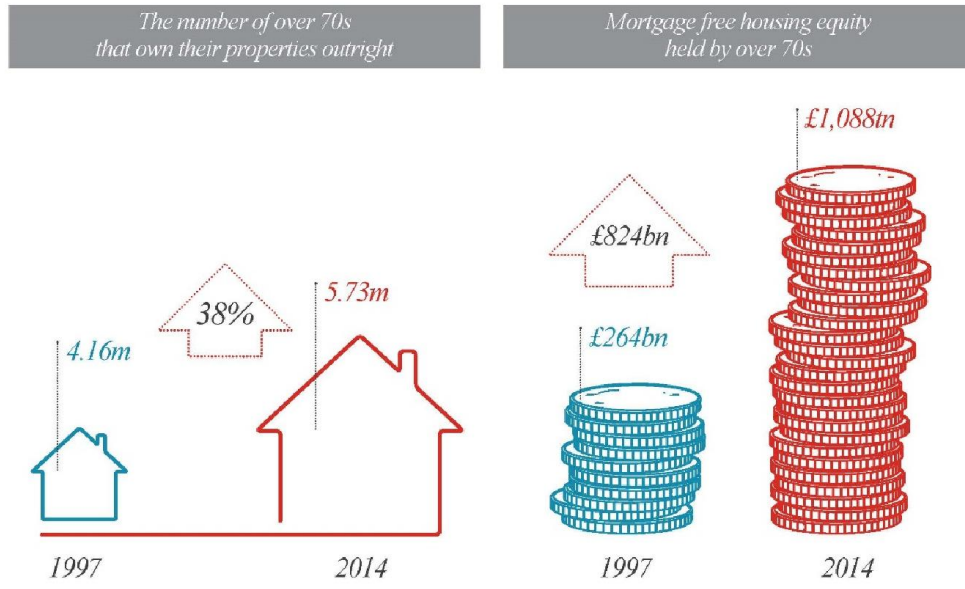 The number of over 70s
that own their properties outright
Mortgage free housing equity
held by over 70s
£1,088tn
£824bn
38%
5.73m
4.16m
£264bn
1997
2014
1997
2014